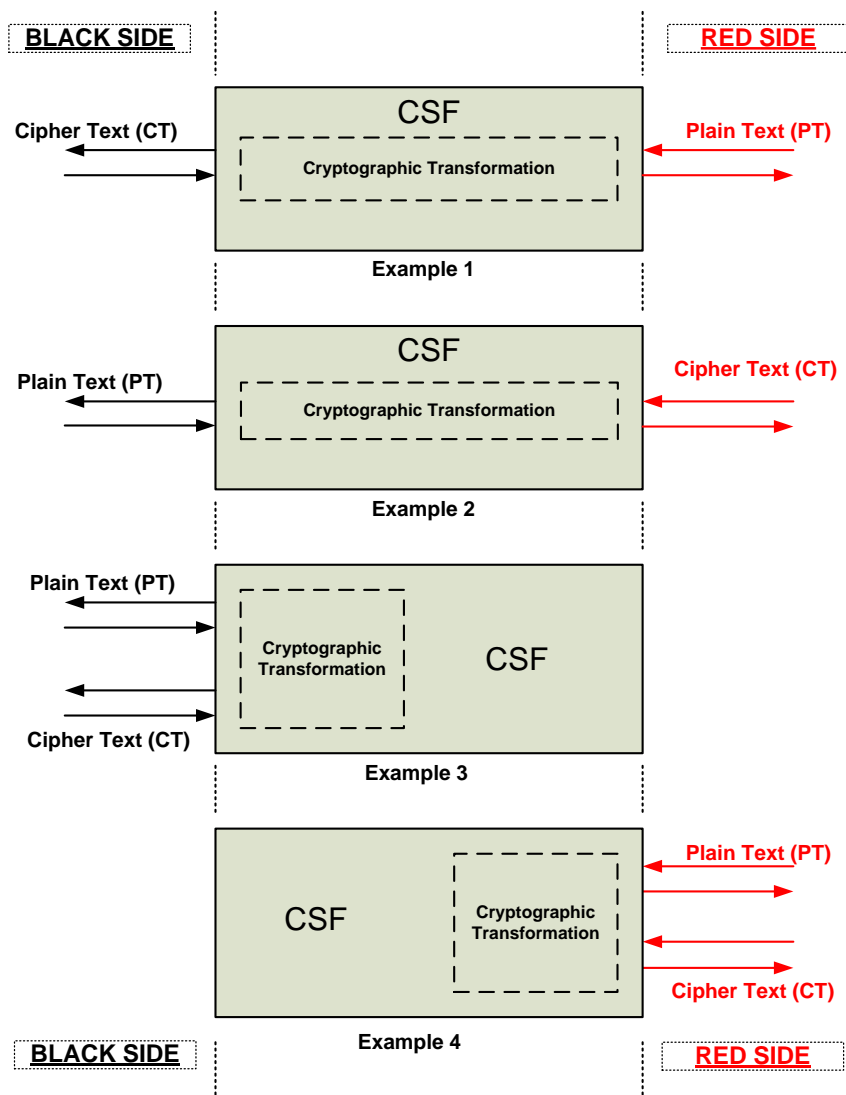 BLACK SIDE
RED SIDE
CSF
Cipher Text (CT)
Plain Text (PT)
Cryptographic Transformation
Example 1
CSF
Plain Text (PT)
Cipher Text (CT)
Cryptographic Transformation
Example 2
Plain Text (PT)
Cryptographic
Transformation
CSF
Cipher Text (CT)
Example 3
Plain Text (PT)
CSF
Cryptographic
Transformation
Cipher Text (CT)
Example 4
BLACK SIDE
RED SIDE